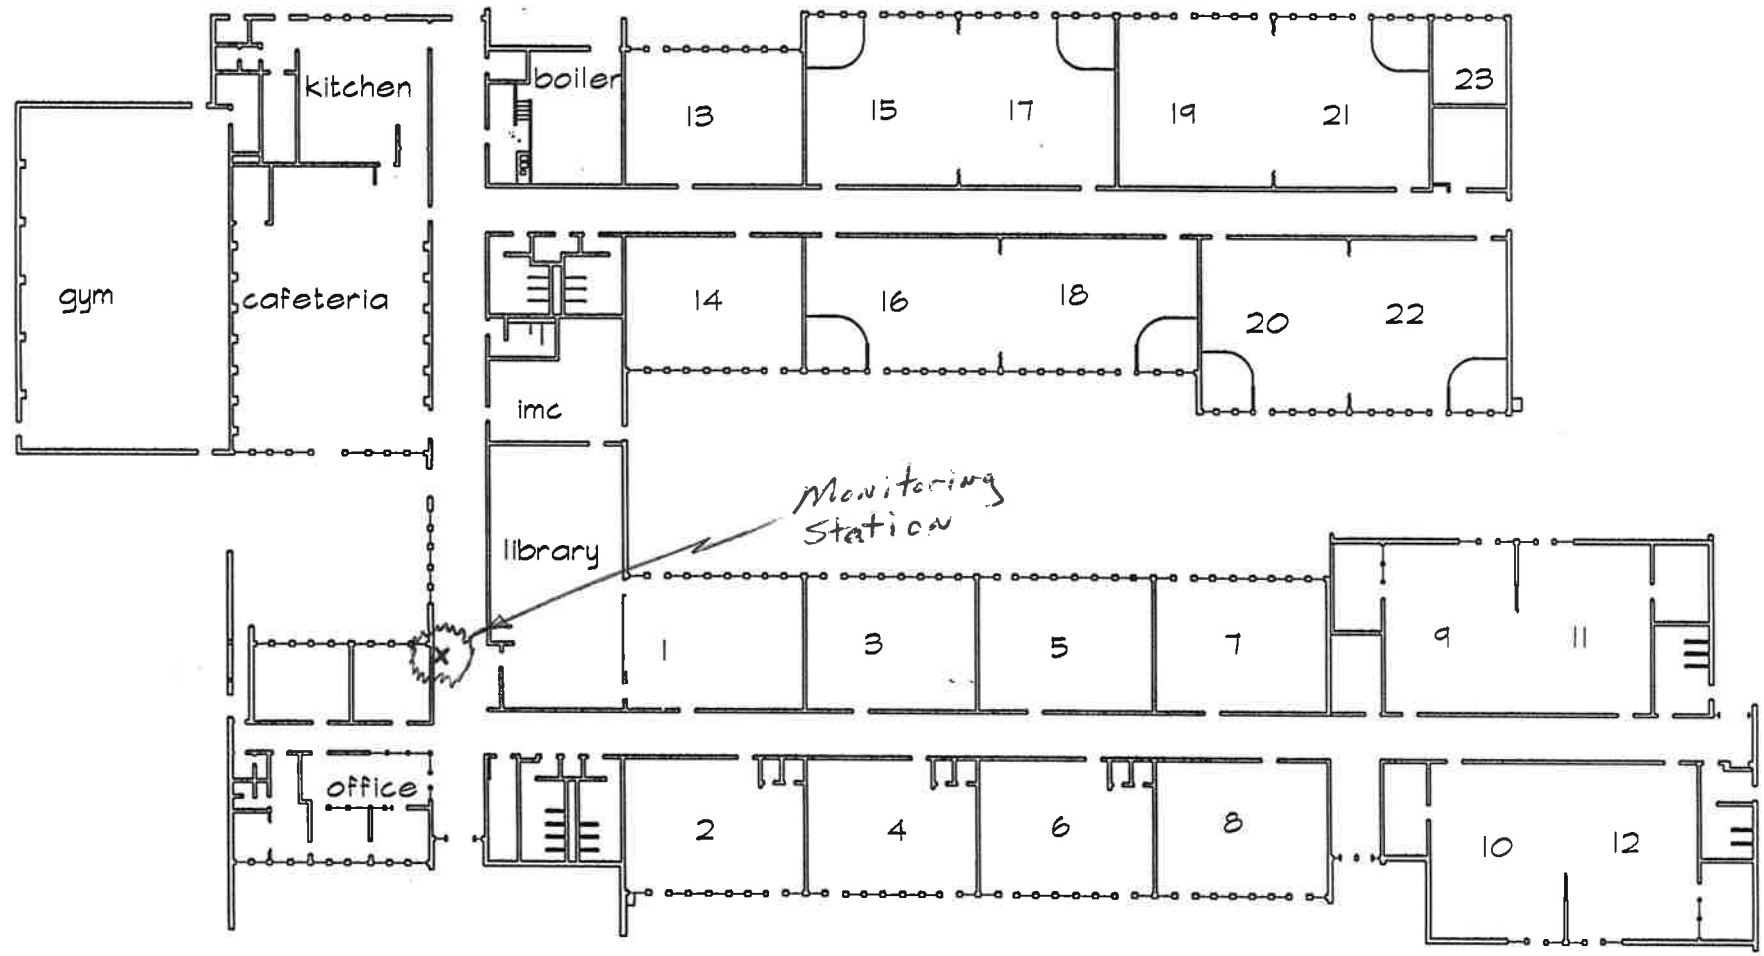 kitchen
boiler
13
15
17
19
21
23
gym
cafeteria
14
16
18
20
22
imc
Monitoring
Station
library
1
3
5
7
9
11
X
office
2
4
6
8
10
12